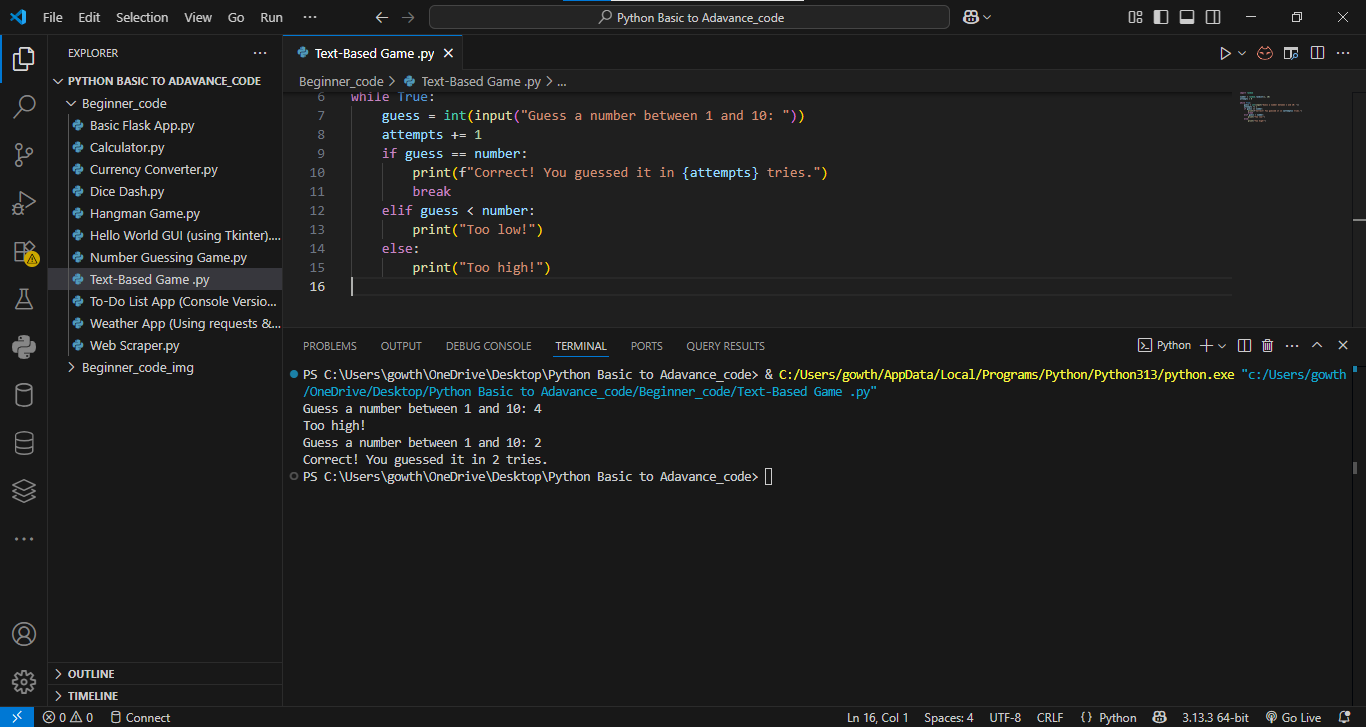 File Edit Selection View Go Run ··· Python Basic to Adavance_code
EXPLORER ···
PYTHON BASIC TO ADAVANCE_CODE
Beginner_code
Basic Flask App.py
Calculator.py
Currency Converter.py
Dice Dash.py
Hangman Game.py
Hello World GUI (using Tkinter)....
Number Guessing Game.py
Text-Based Game .py
To-Do List App (Console Versio...
Weather App (Using requests &...
Web Scraper.py
Beginner_code_img
OUTLINE
TIMELINE
Text-Based Game .py
Beginner_code > Text-Based Game .py > ...
6 while True:
7 guess = int(input("Guess a number between 1 and 10: "))
8 attempts += 1
9 if guess == number:
10 print(f"Correct! You guessed it in {attempts} tries.")
11 break
12 elif guess < number:
13 print("Too low!")
14 else:
15 print("Too high!")
16
PROBLEMS OUTPUT DEBUG CONSOLE TERMINAL PORTS QUERY RESULTS Python
PS C:\Users\gowth\OneDrive\Desktop\Python Basic to Adavance_code> & C:/Users/gowth/AppData/Local/Programs/Python/Python313/python.exe "c:/Users/gowth
/OneDrive/Desktop/Python Basic to Adavance_code/Beginner_code/Text-Based Game .py"
Guess a number between 1 and 10: 4
Too high!
Guess a number between 1 and 10: 2
Correct! You guessed it in 2 tries.
PS C:\Users\gowth\OneDrive\Desktop\Python Basic to Adavance_code>
0 0 Connect Ln 16, Col 1 Spaces: 4 UTF-8 CRLF {} Python 3.13.3 64-bit Go Live